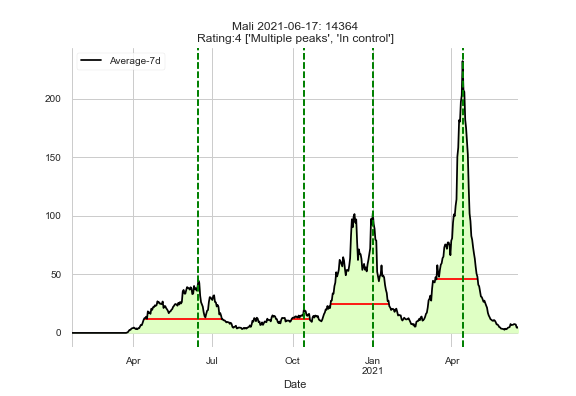 Mali 2021-06-17: 14364
Rating:4 ['Multiple peaks', 'In control']
Average-7d
200
150
100
50
0
Apr Jul Oct Jan Apr
2021
Date